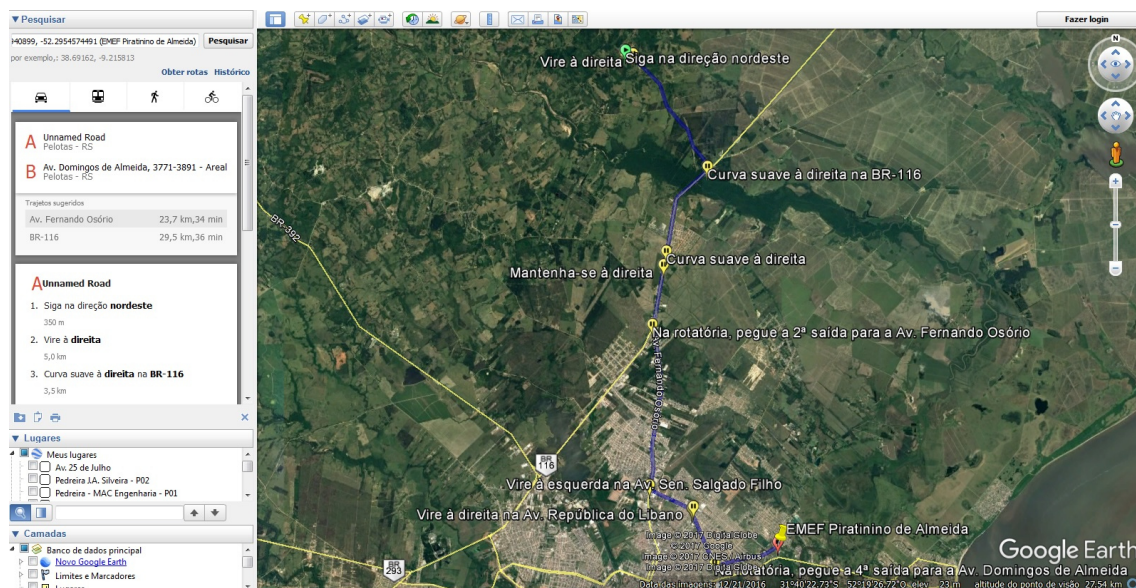 ▼ Pesquisar
Fazer login
40899, -52.2954574491 (EMEF Piratinino de Almeida)
Pesquisar
por exemplo,: 38.69162, -9.215813
Obter rotas Histórico
A Unnamed Road
Pelotas - RS
B Av. Domingos de Almeida, 3771-3891 - Areal
Pelotas - RS
Trajetos sugeridos
Av. Fernando Osório 23,7 km,34 min
BR-116 29,5 km,36 min
A Unnamed Road
1. Siga na direção nordeste
350 m
2. Vire à direita
5,0 km
3. Curva suave à direita na BR-116
3,5 km
▼ Lugares
Meus lugares
Av. 25 de Julho
Pedreira J.A. Silveira - P02
Pedreira - MAC Engenharia - P01
▼ Camadas
Banco de dados principal
Novo Google Earth
Limites e Marcadores
Lugares
N
Vire à direita
Siga na direção nordeste
Curva suave à direita na BR-116
BR-392
Curva suave à direita
Mantenha-se à direita
Na rotatória, pegue a 2ª saída para a Av. Fernando Osório
Av. Fernando Osório
BR
116
Vire à esquerda na Av. Sen. Salgado Filho
Vire à direita na Av. República do Líbano
EMEF Piratinino de Almeida
Image © 2017 DigitalGlobe
© 2017 Google
Image © 2017 CNES / Airbus
Image © 2017 DigitalGlobe
Google Earth
Na rotatória, pegue a 4ª saída para a Av. Domingos de Almeida
BR
293
Data das imagens: 12/21/2016 31°40'22.73"S 52°19'26.72"O elev 23 m altitude do ponto de visão 27,54 km